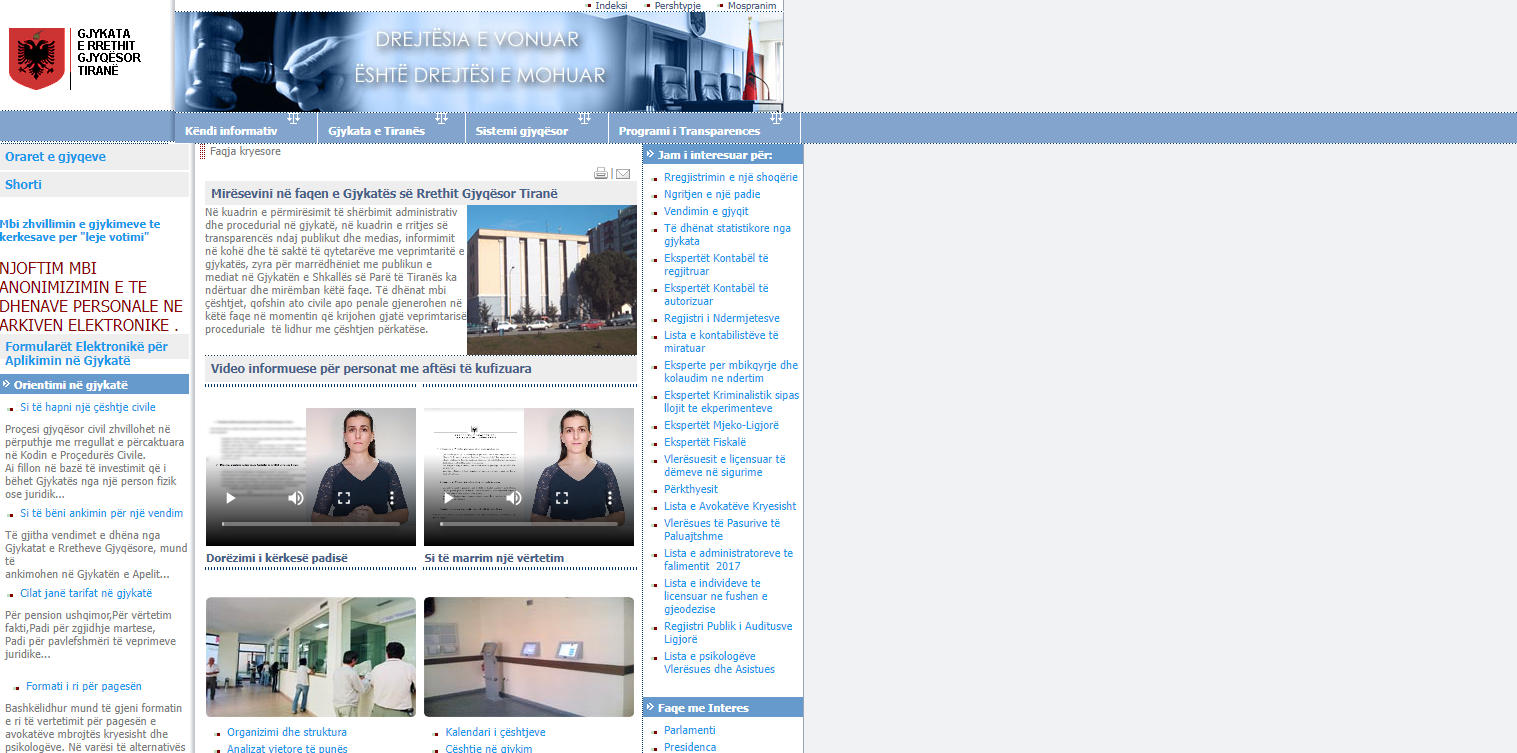 Indeksi
Pershtypje
Mospranim
GJYKATA
E RRETHIT
GJYQËSOR
TIRANË
DREJTËSIA E VONUAR
ËSHTË DREJTËSI E MOHUAR
Këndi informativ
Gjykata e Tiranës
Sistemi gjyqësor
Programi i Transparences
Oraret e gjyqeve
Shorti
Mbi zhvillimin e gjykimeve te
kerkesave per "leje votimi"
NJOFTIM MBI
ANONIMIZIMIN E TE
DHENAVE PERSONALE NE
ARKIVEN ELEKTRONIKE .
Formularët Elektronikë për
Aplikimin në Gjykatë
Orientimi në gjykatë
Si të hapni një çështje civile
Proçesi gjyqësor civil zhvillohet në
përputhje me rregullat e përcaktuara
në Kodin e Proçedurës Civile.
Ai fillon në bazë të investimit që i
bëhet Gjykatës nga një person fizik
ose juridik...
Si të bëni ankimin për një vendim
Të gjitha vendimet e dhëna nga
Gjykatat e Rretheve Gjyqësore, mund
të
ankimohen në Gjykatën e Apelit...
Cilat janë tarifat në gjykatë
Për pension ushqimor,Për vërtetim
fakti,Padi për zgjidhje martese,
Padi për pavlefshmëri të veprimeve
juridike...
Formati i ri për pagesën
Bashkëlidhur mund të gjeni formatin
e ri të vertetimit për pagesën e
avokatëve mbrojtës kryesisht dhe
psikologëve. Në varësi të alternativës
Faqja kryesore
Mirësevini në faqen e Gjykatës së Rrethit Gjyqësor Tiranë
Në kuadrin e përmirësimit të shërbimit administrativ
dhe procedurial në gjykatë, në kuadrin e rritjes së
transparencës ndaj publikut dhe medias, informimit
në kohë dhe të saktë të qytetarëve me veprimtaritë e
gjykatës, zyra për marrëdhëniet me publikun e
mediat në Gjykatën e Shkallës së Parë të Tiranës ka
ndërtuar dhe mirëmban këtë faqe. Të dhënat mbi
çështjet, qofshin ato civile apo penale gjenerohen në
këtë faqe në momentin që krijohen gjatë veprimtarisë
proceduriale  të lidhur me çështjen përkatëse.
Video informuese për personat me aftësi të kufizuara
Dorëzimi i kërkesë padisë
Si të marrim një vërtetim
Organizimi dhe struktura
Analizat vjetore të punës
Kalendari i çështjeve
Çështje në gjykim
Jam i interesuar për:
Rregjistrimin e një shoqërie
Ngritjen e një padie
Vendimin e gjyqit
Të dhënat statistikore nga
gjykata
Ekspertët Kontabël të
regjitruar
Ekspertët Kontabël të
autorizuar
Regjistri i Ndermjetesve
Lista e kontabilistëve të
miratuar
Eksperte per mbikqyrje dhe
kolaudim ne ndertim
Ekspertet Kriminalistik sipas
llojit te ekperimenteve
Ekspertët Mjeko-Ligjorë
Ekspertët Fiskalë
Vlerësuesit e liçensuar të
dëmeve në sigurime
Përkthyesit
Lista e Avokatëve Kryesisht
Vlerësues të Pasurive të
Paluajtshme
Lista e administratoreve te
falimentit  2017
Lista e individeve te
licensuar ne fushen e
gjeodezise
Regjistri Publik i Auditusve
Ligjorë
Lista e psikologëve
Vlerësues dhe Asistues
Faqe me Interes
Parlamenti
Presidenca